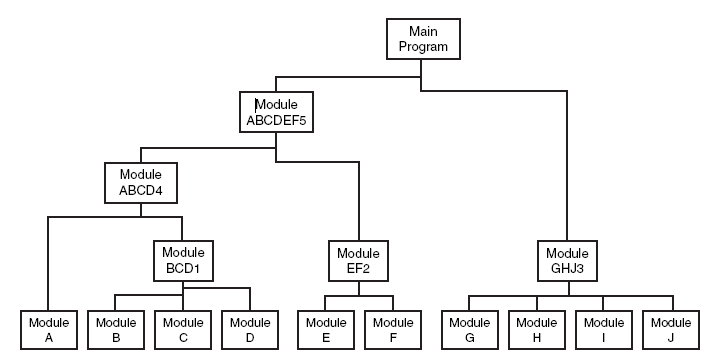 Main
Program
Module
ABCDEF5
Module
ABCD4
Module
BCD1
Module
EF2
Module
GHJ3
Module
A
Module
B
Module
C
Module
D
Module
E
Module
F
Module
G
Module
H
Module
I
Module
J